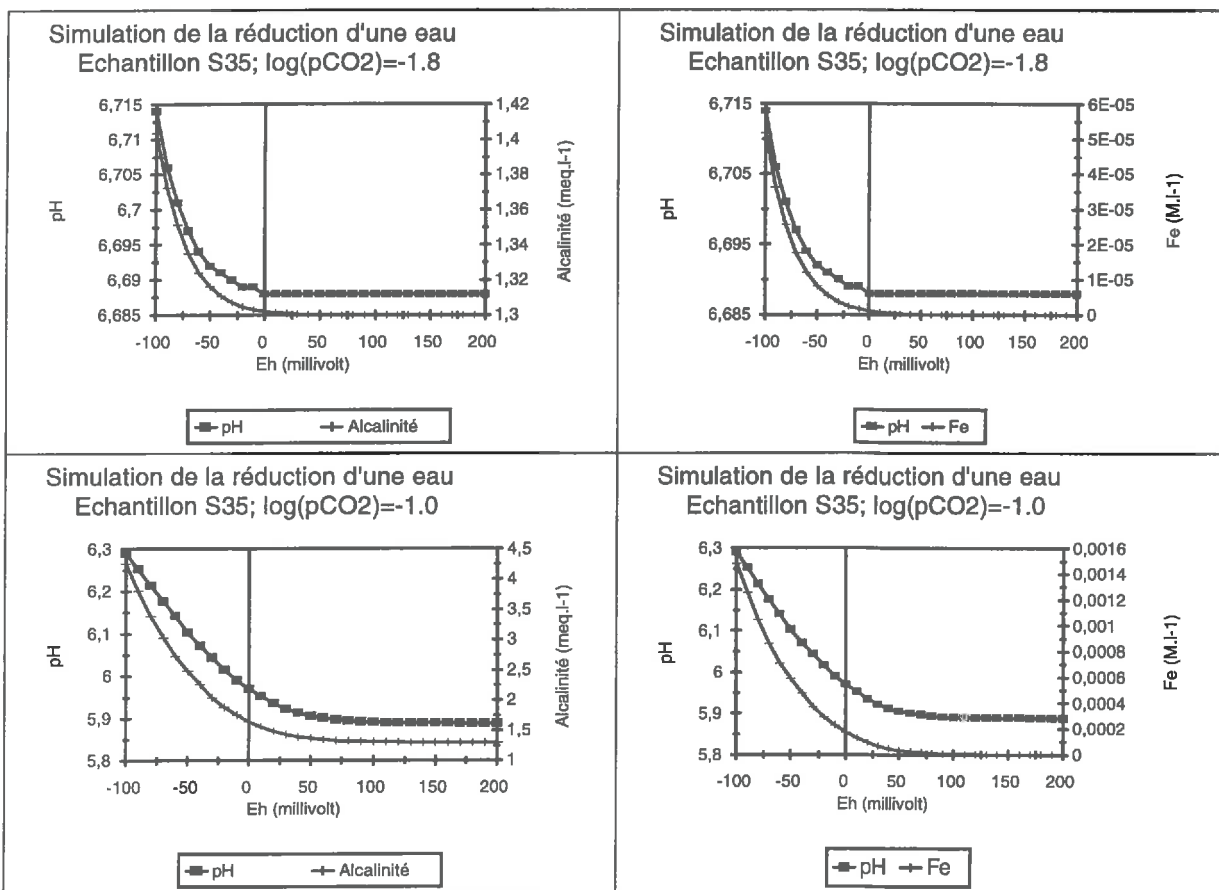 Simulation de la réduction d'une eau
Echantillon S35; log(pCO2)=-1.8
6,715
6,71
6,705
6,7
6,695
6,69
6,685
pH
1,42
1,4
1,38
1,36
1,34
1,32
1,3
Alcalinité (meq.l-1)
-100 -50 0 50 100 150 200
Eh (millivolt)
pH Alcalinité
Simulation de la réduction d'une eau
Echantillon S35; log(pCO2)=-1.8
6,715
6,705
6,695
6,685
pH
6E-05
5E-05
4E-05
3E-05
2E-05
1E-05
0
Fe (M.l-1)
-100 -50 0 50 100 150 200
Eh (millivolt)
pH Fe
Simulation de la réduction d'une eau
Echantillon S35; log(pCO2)=-1.0
6,3
6,2
6,1
6
5,9
5,8
pH
4,5
4
3,5
3
2,5
2
1,5
1
Alcalinité (meq.l-1)
-100 -50 0 50 100 150 200
Eh (millivolt)
pH Alcalinité
Simulation de la réduction d'une eau
Echantillon S35; log(pCO2)=-1.0
6,3
6,2
6,1
6
5,9
5,8
pH
0,0016
0,0014
0,0012
0,001
0,0008
0,0006
0,0004
0,0002
0
Fe (M.l-1)
-100 -50 0 50 100 150 200
Eh (millivolt)
pH Fe